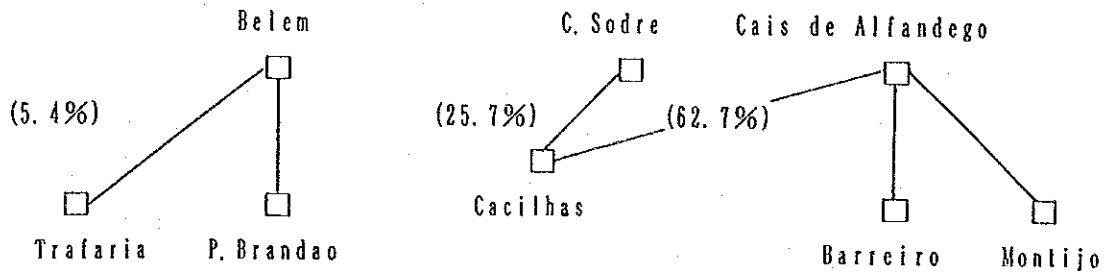 Belem
C. Sodre
Cais de Alfandego
(5.4%)
(25.7%)
(62.7%)
Cacilhas
Trafaria
P. Brandao
Barreiro
Montijo